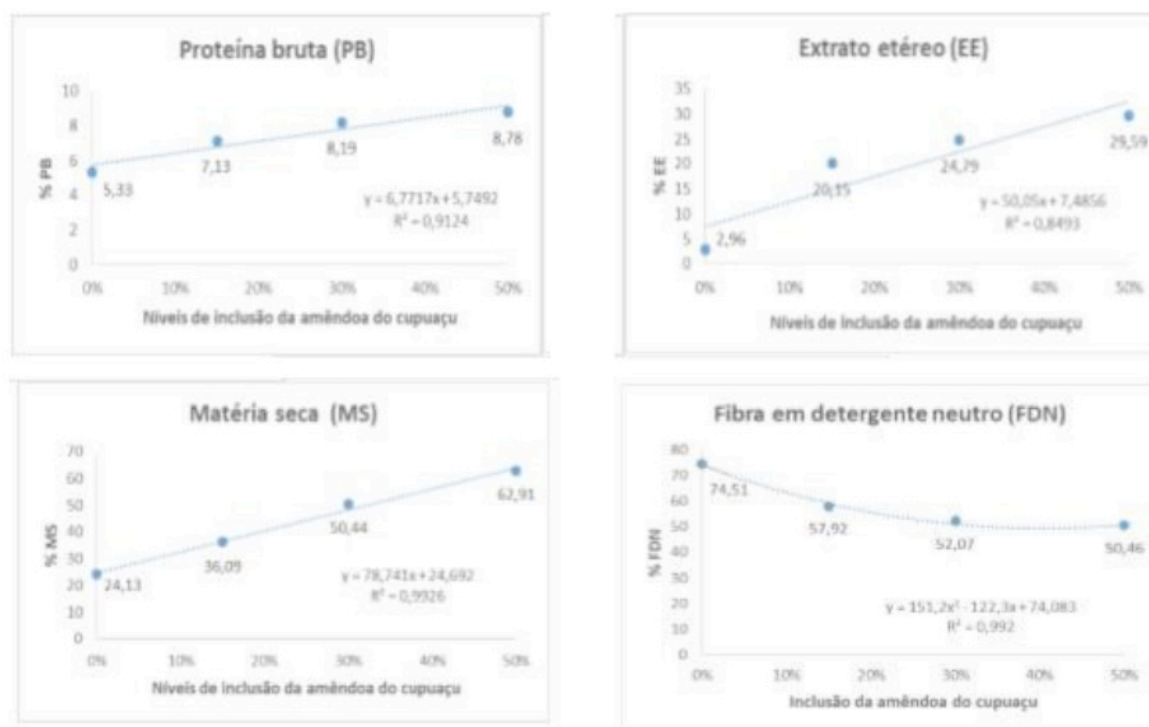 Proteína bruta (PB)
10
8
6
4
2
0
% PB
5,33
7,13
8,19
8,78
y = 6,7717x + 5,7492
R² = 0,9124
0% 10% 20% 30% 40% 50%
Níveis de inclusão da amêndoa do cupuaçu
Extrato etéreo (EE)
35
30
25
20
15
10
5
0
% EE
2,96
20,15
24,79
29,59
y = 50,05x + 7,4856
R² = 0,8493
0% 10% 20% 30% 40% 50%
Níveis de inclusão da amêndoa do cupuaçu
Matéria seca (MS)
70
60
50
40
30
20
10
0
% MS
24,13
36,09
50,44
62,91
y = 78,741x + 24,692
R² = 0,9926
0% 10% 20% 30% 40% 50%
Níveis de inclusão da amêndoa do cupuaçu
Fibra em detergente neutro (FDN)
80
70
60
50
40
30
20
10
0
% FDN
74,51
57,92
52,07
50,46
y = 151,2x² - 122,3x + 74,083
R² = 0,992
0% 10% 20% 30% 40% 50%
Inclusão da amêndoa do cupuaçu